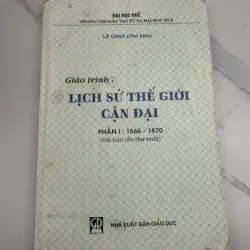 ĐẠI HỌC HUẾ
TRUNG TÂM ĐÀO TẠO TỪ XA ĐẠI HỌC HUẾ
LÊ CUNG (Chủ biên)
Giáo trình :
LỊCH SỬ THẾ GIỚI
CẬN ĐẠI
PHẦN I : 1566 - 1870
(Tái bản lần thứ nhất)
NHÀ XUẤT BẢN GIÁO DỤC